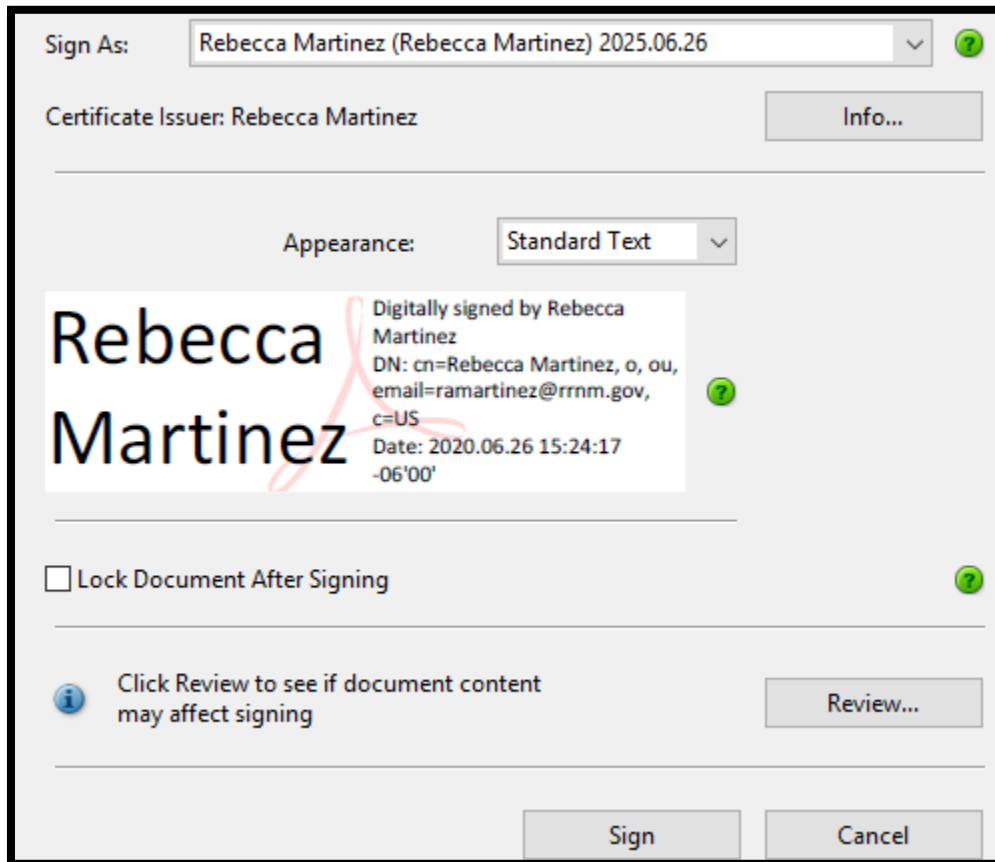 Sign As:
Rebecca Martinez (Rebecca Martinez) 2025.06.26
?
Certificate Issuer: Rebecca Martinez
Info...
Appearance:
Standard Text
Rebecca
Martinez
Digitally signed by Rebecca
Martinez
DN: cn=Rebecca Martinez, o, ou,
email=ramartinez@rrnm.gov,
c=US
Date: 2020.06.26 15:24:17
-06'00'
?
Lock Document After Signing
?
i
Click Review to see if document content
may affect signing
Review...
Sign
Cancel